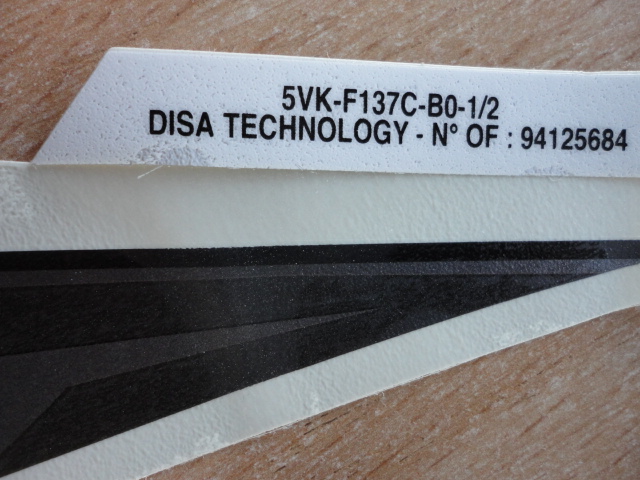 5VK-F137C-B0-1/2
DISA TECHNOLOGY - N° OF : 94125684